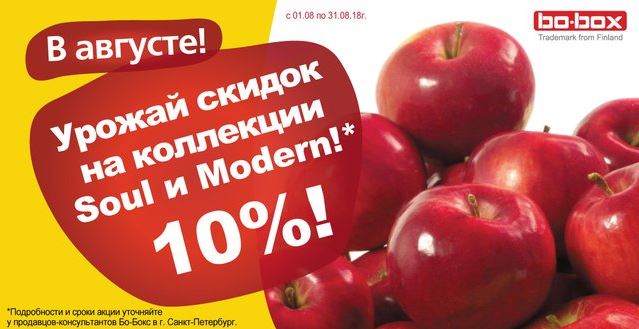 с 01.08 по 31.08.18г.
bo-box
Trademark from Finland
В августе!
Урожай скидок
на коллекции
Soul и Modern!*
10%!
*Подробности и сроки акции уточняйте
у продавцов-консультантов Бо-Бокс в г. Санкт-Петербург.